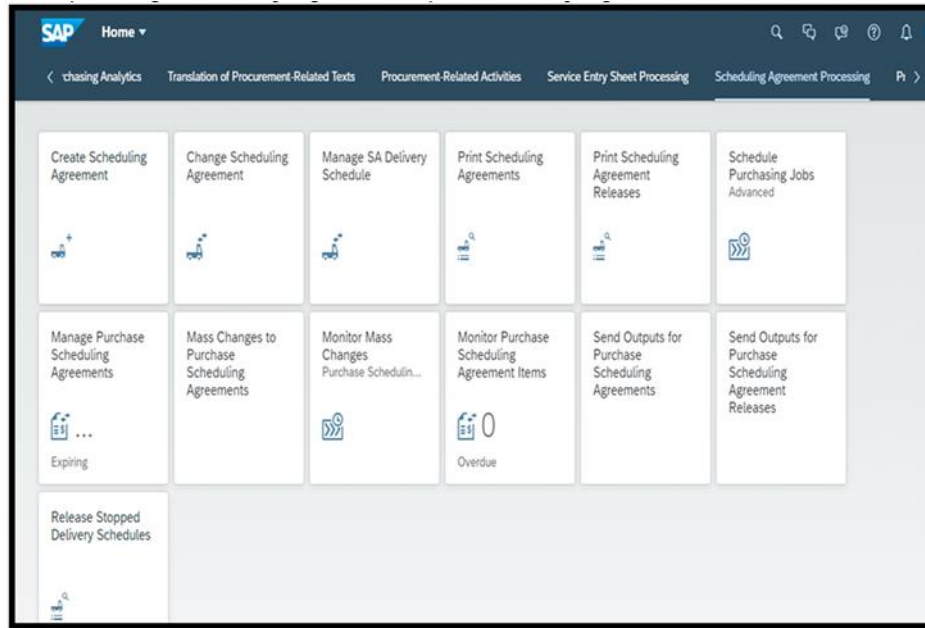 SAP Home
chasing Analytics Translation of Procurement-Related Texts Procurement-Related Activities Service Entry Sheet Processing Scheduling Agreement Processing Pr
Create Scheduling
Agreement
Change Scheduling
Agreement
Manage SA Delivery
Schedule
Print Scheduling
Agreements
Print Scheduling
Agreement
Releases
Schedule
Purchasing Jobs
Advanced
Manage Purchase
Scheduling
Agreements
...
Expiring
Mass Changes to
Purchase
Scheduling
Agreements
Monitor Mass
Changes
Purchase Schedulin...
Monitor Purchase
Scheduling
Agreement Items
0
Overdue
Send Outputs for
Purchase
Scheduling
Agreements
Send Outputs for
Purchase
Scheduling
Agreement
Releases
Release Stopped
Delivery Schedules